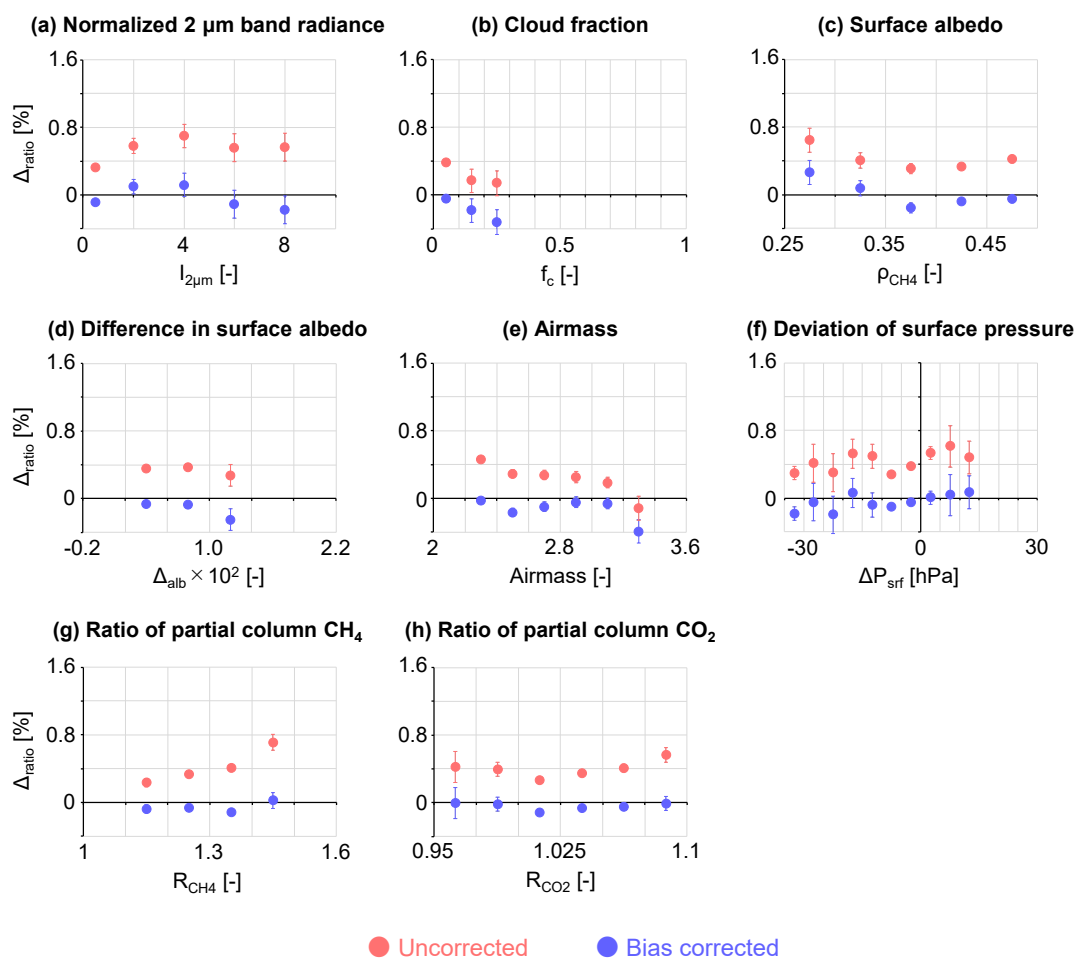 (a) Normalized 2 µm band radiance
(b) Cloud fraction
(c) Surface albedo
1.6
0.8
0
Δratio [%]
0 4 8
I2µm [-]
1.6
0.8
0
0 0.5 1
fc [-]
1.6
0.8
0
0.25 0.35 0.45
ρCH4 [-]
(d) Difference in surface albedo
(e) Airmass
(f) Deviation of surface pressure
1.6
0.8
0
Δratio [%]
-0.2 1.0 2.2
Δalb × 10² [-]
1.6
0.8
0
2 2.8 3.6
Airmass [-]
1.6
0.8
0
-30 0 30
ΔPsrf [hPa]
(g) Ratio of partial column CH₄
(h) Ratio of partial column CO₂
1.6
0.8
0
Δratio [%]
1 1.3 1.6
RCH4 [-]
1.6
0.8
0
0.95 1.025 1.1
RCO2 [-]
Uncorrected
Bias corrected